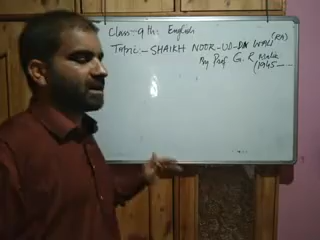 Class-9th: English
Topic - SHAIKH NOOR-UD-DIN WALI (RA)
By Prof G. R Malik
(1945-...